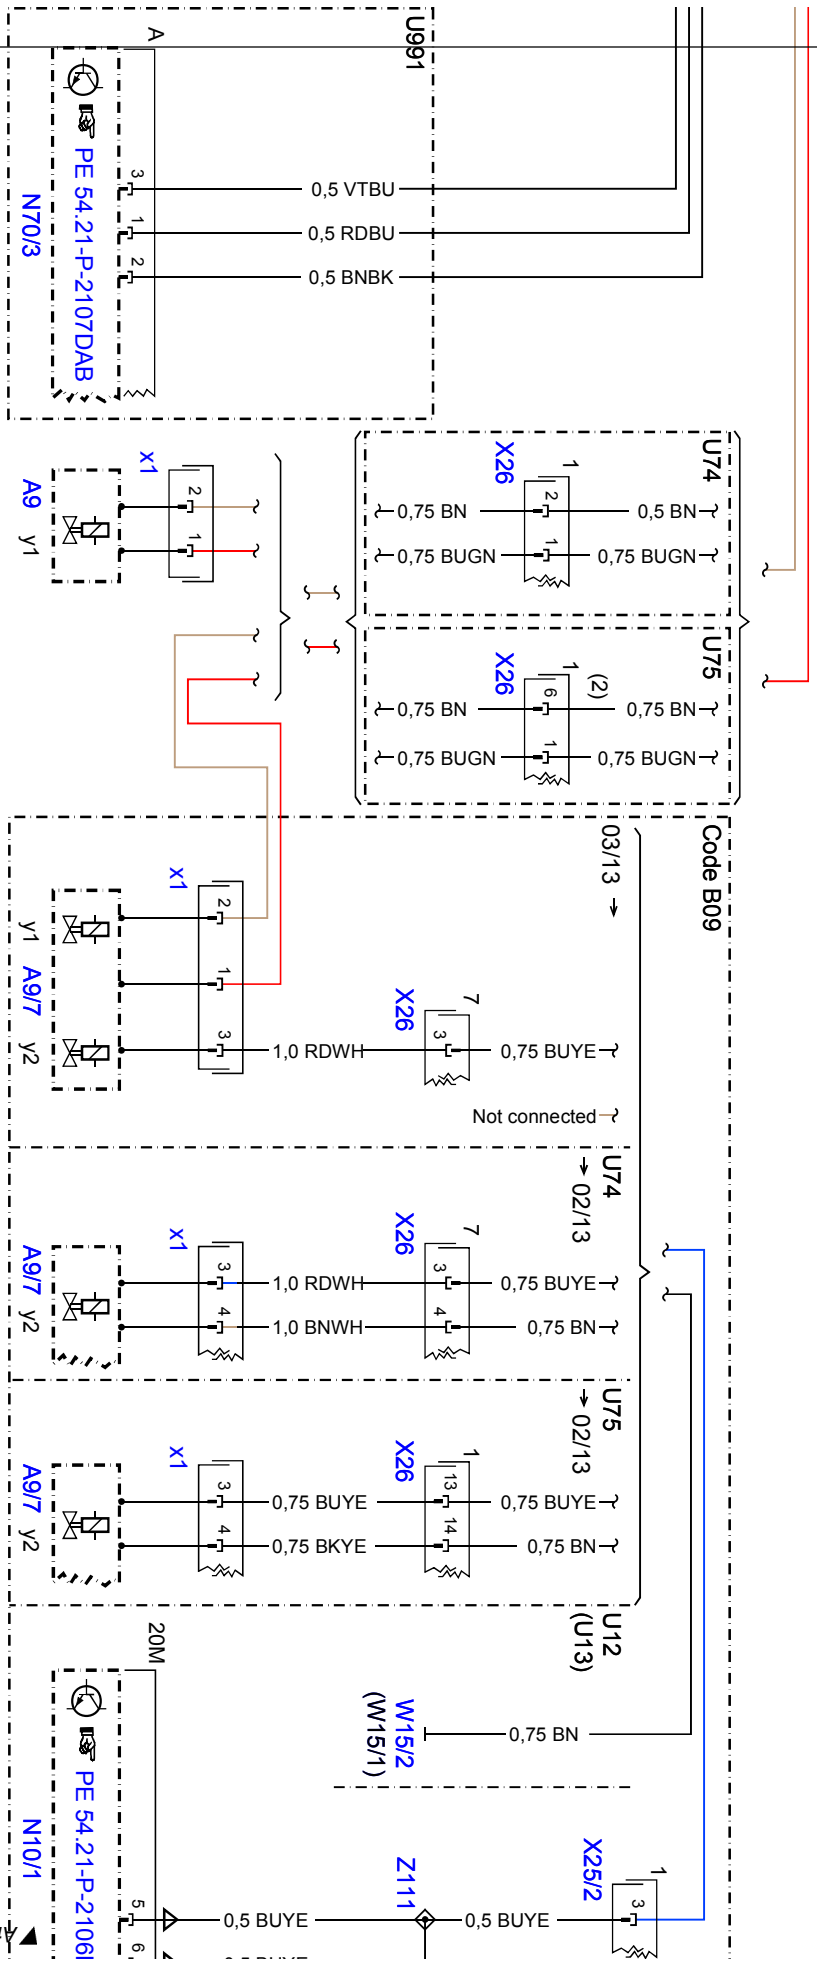 U991
A
3
0,5 VTBU
1
0,5 RDBU
2
0,5 BNBK
PE 54.21-P-2107DAB
N70/3
U74
X26
1
x1
2
0,75 BN
2
0,5 BN
A9
y1
1
0,75 BUGN
1
0,75 BUGN
U75
X26
1
(2)
0,75 BN
6
0,75 BN
0,75 BUGN
1
0,75 BUGN
Code B09
03/13
x1
y1
2
A9/7
1
X26
7
y2
3
1,0 RDWH
3
0,75 BUYE
Not connected
U74
02/13
x1
X26
7
A9/7
y2
3
1,0 RDWH
3
0,75 BUYE
4
1,0 BNWH
4
0,75 BN
U75
02/13
x1
X26
1
A9/7
y2
3
0,75 BUYE
13
0,75 BUYE
4
0,75 BKYE
14
0,75 BN
U12
(U13)
20M
W15/2
(W15/1)
0,75 BN
PE 54.21-P-2106
N10/1
Z111
X25/2
1
5
0,5 BUYE
0,5 BUYE
3
6